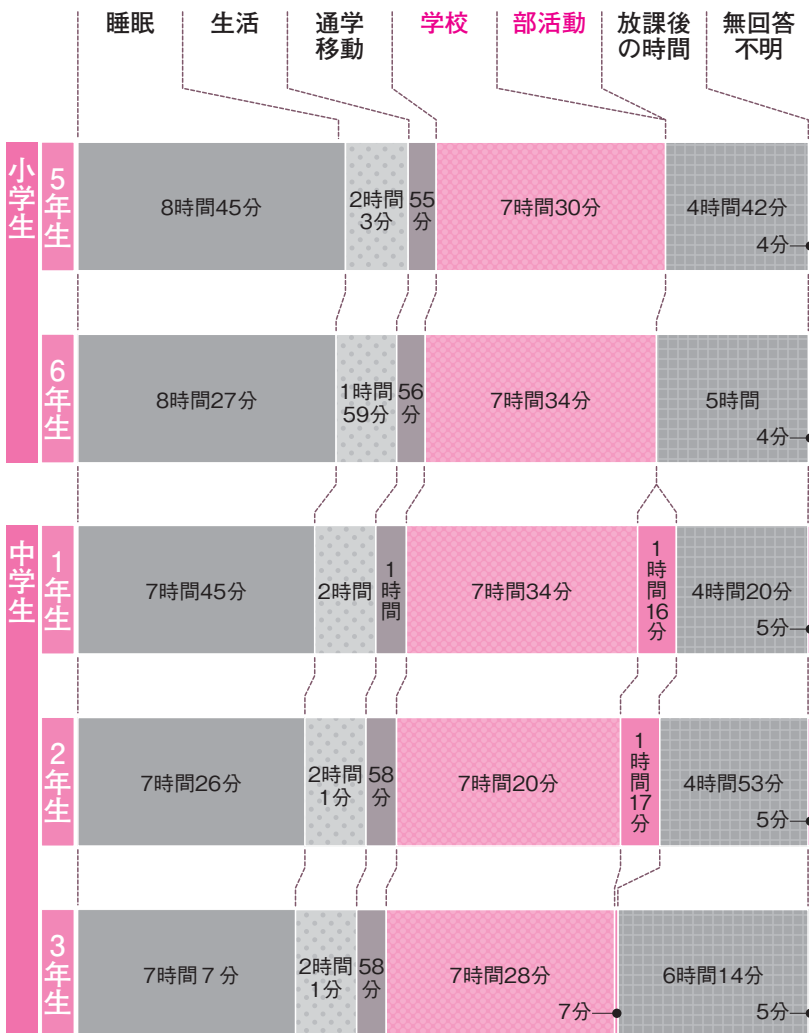 睡眠
生活
通学
移動
学校
部活動
放課後
の時間
無回答
不明
小学生
5年生
8時間45分
2時間
3分
55
分
7時間30分
4時間42分
4分
6年生
8時間27分
1時間
59分
56
分
7時間34分
5時間
4分
中学生
1年生
7時間45分
2時間
1時間
7時間34分
1時間16分
4時間20分
5分
2年生
7時間26分
2時間
1分
58
分
7時間20分
1時間17分
4時間53分
5分
3年生
7時間7分
2時間
1分
58
分
7時間28分
7分
6時間14分
5分